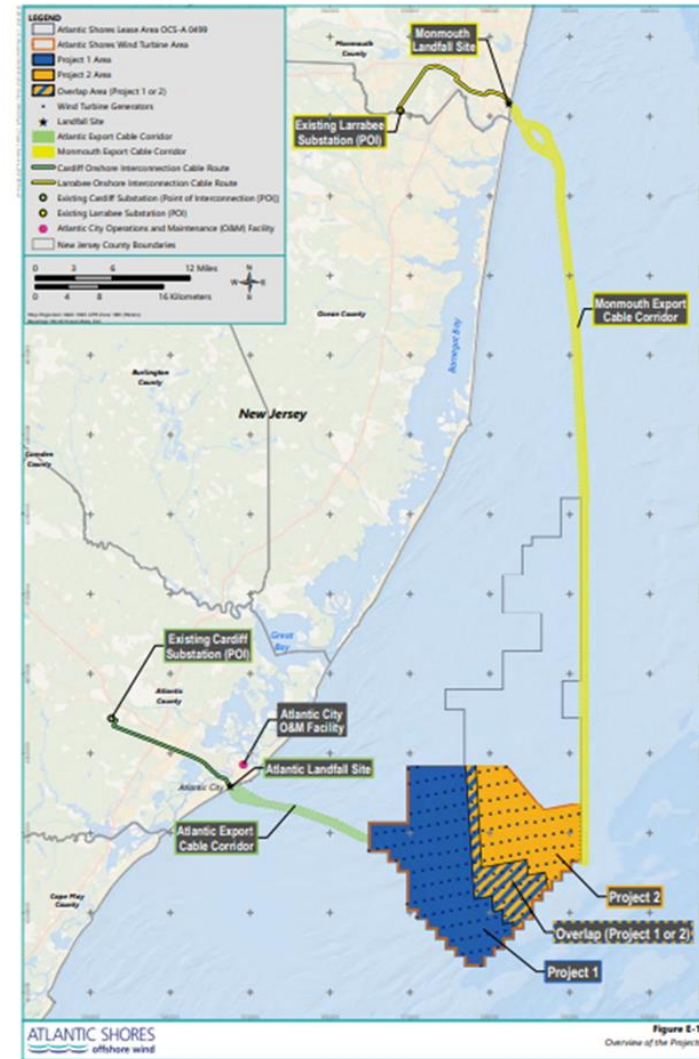 LEGEND
Atlantic Shores Lease Area OCS-A 0499
Atlantic Shores Wind Turbine Area
Project 1 Area
Project 2 Area
Overlap Area (Project 1 or 2)
Wind Turbine Generators
Landfall Site
Atlantic Export Cable Corridor
Monmouth Export Cable Corridor
Cardiff Onshore Interconnection Cable Route
Larrabee Onshore Interconnection Cable Route
Existing Cardiff Substation (Point of Interconnection [POI])
Existing Larrabee Substation (POI)
Atlantic City Operations and Maintenance (O&M) Facility
New Jersey County Boundaries
0 3 6 12 Miles
0 4 8 16 Kilometers
N
W E
S
Monmouth
County
Monmouth
Landfall Site
Existing Larrabee
Substation (POI)
Monmouth Export
Cable Corridor
Ocean County
Barnegat Bay
Burlington
County
New Jersey
Camden
County
Great
Bay
Existing Cardiff
Substation (POI)
Atlantic
County
Atlantic City
O&M Facility
Atlantic Landfall Site
Atlantic City
Atlantic Export
Cable Corridor
Cape May
County
Project 2
Overlap (Project 1 or 2)
Project 1
ATLANTIC SHORES
offshore wind
Figure E-1
Overview of the Project